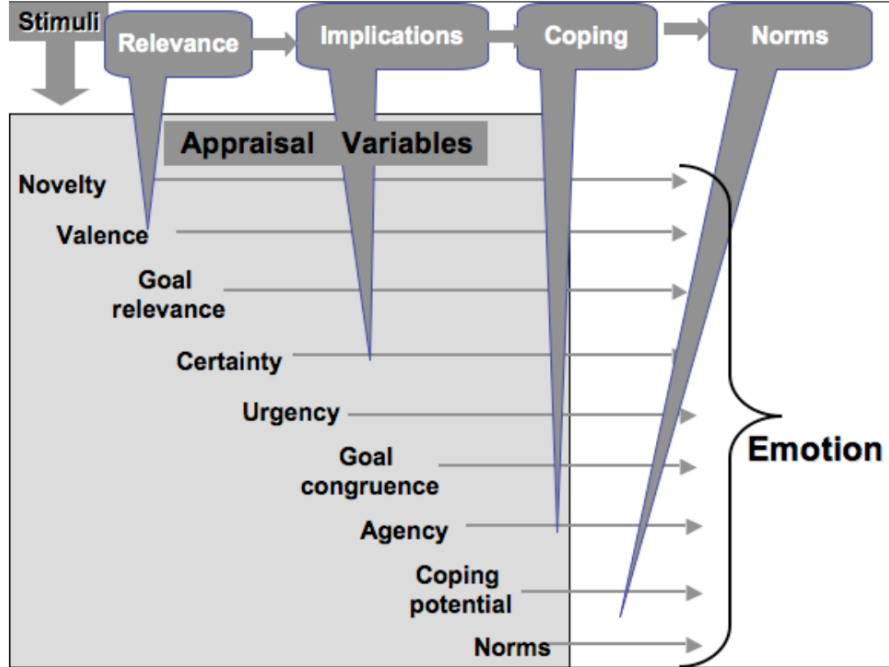 Stimuli
Relevance
Implications
Coping
Norms
Appraisal Variables
Novelty
Valence
Goal
relevance
Certainty
Urgency
Goal
congruence
Agency
Coping
potential
Norms
Emotion